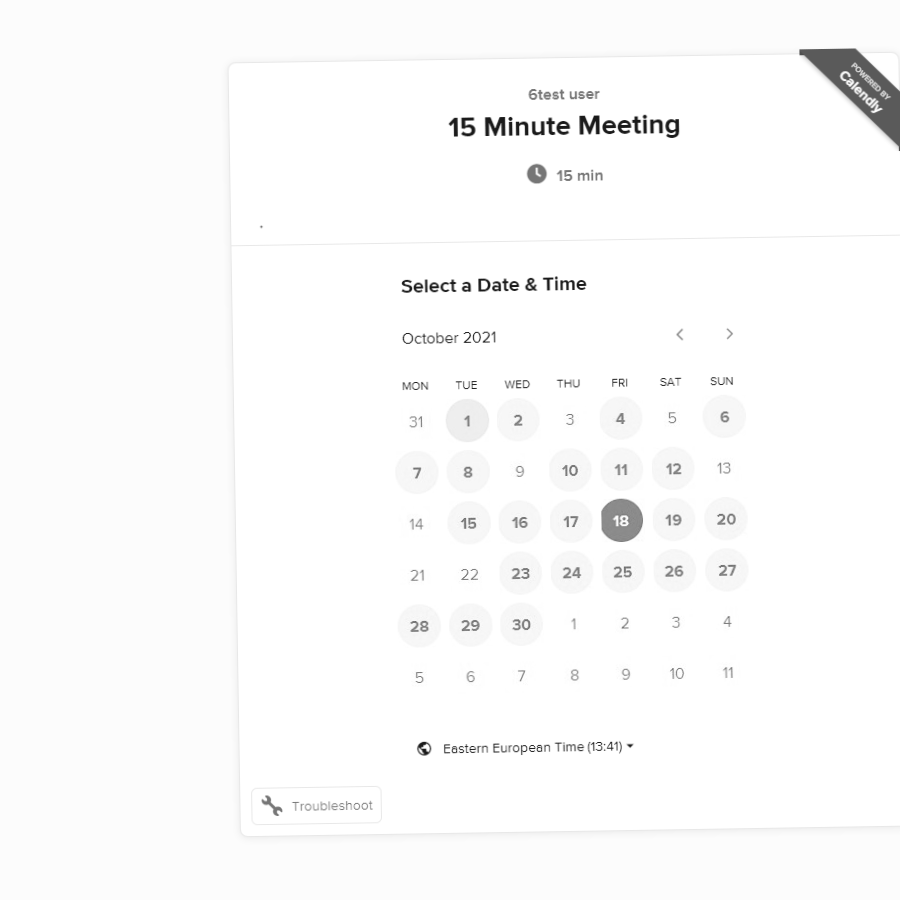 POWERED BY
Calendly
6test user
15 Minute Meeting
15 min
Select a Date & Time
October 2021
MON TUE WED THU FRI SAT SUN
31 1 2 3 4 5 6
7 8 9 10 11 12 13
14 15 16 17 18 19 20
21 22 23 24 25 26 27
28 29 30 1 2 3 4
5 6 7 8 9 10 11
Eastern European Time (13:41)
Troubleshoot